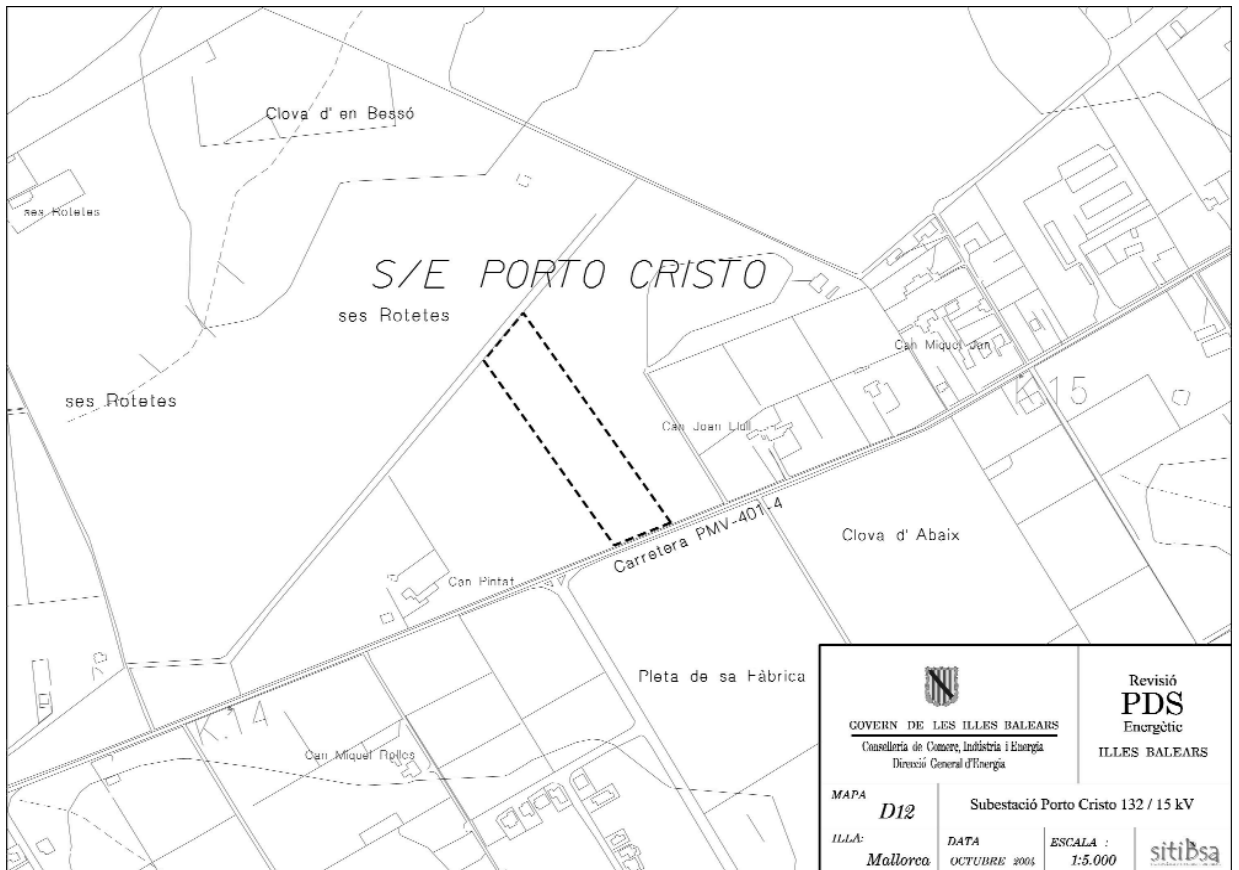 Clova d' en Bessó
ses Rotetes
S/E PORTO CRISTO
ses Rotetes
Can Miquel Jan
ses Rotetes
K.15
Can Joan Llull
Carretera PMV-401-4
Clova d' Abaix
Can Pintat
Pleta de sa Fàbrica
K.14
Can Miquel Rolles
GOVERN DE LES ILLES BALEARS
Conselleria de Comerc, Indústria i Energia
Direcció General d'Energia
Revisió
PDS
Energètic
ILLES BALEARS
MAPA
D12
Subestació Porto Cristo 132 / 15 kV
ILLA:
Mallorca
DATA
OCTUBRE 2004
ESCALA :
1:5.000
sitibsa